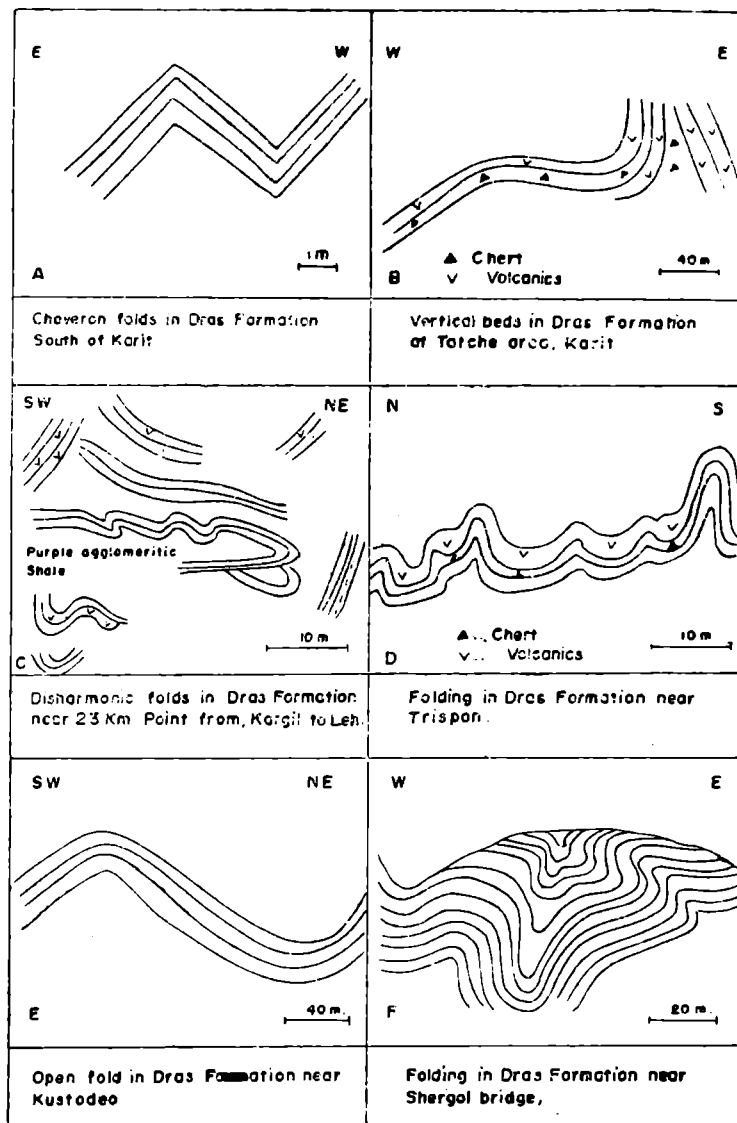 E W
1 m
A
Cheveron folds in Dras Formation
South of Karit
W E
▲ Chert
v Volcanics
B 40 m
Vertical beds in Dras Formation
at Tatche area, Karit
SW NE
Purple agglomeritic
Shale
10 m
C
Disharmonic folds in Dras Formation
near 23 Km Point from, Kargil to Leh.
N S
▲.. Chert
v.. Volcanics
10 m
D
Folding in Dras Formation near
Trispon.
SW NE
E 40 m.
Open fold in Dras Formation near
Kustodeo
W E
F 20 m.
Folding in Dras Formation near
Shergol bridge,